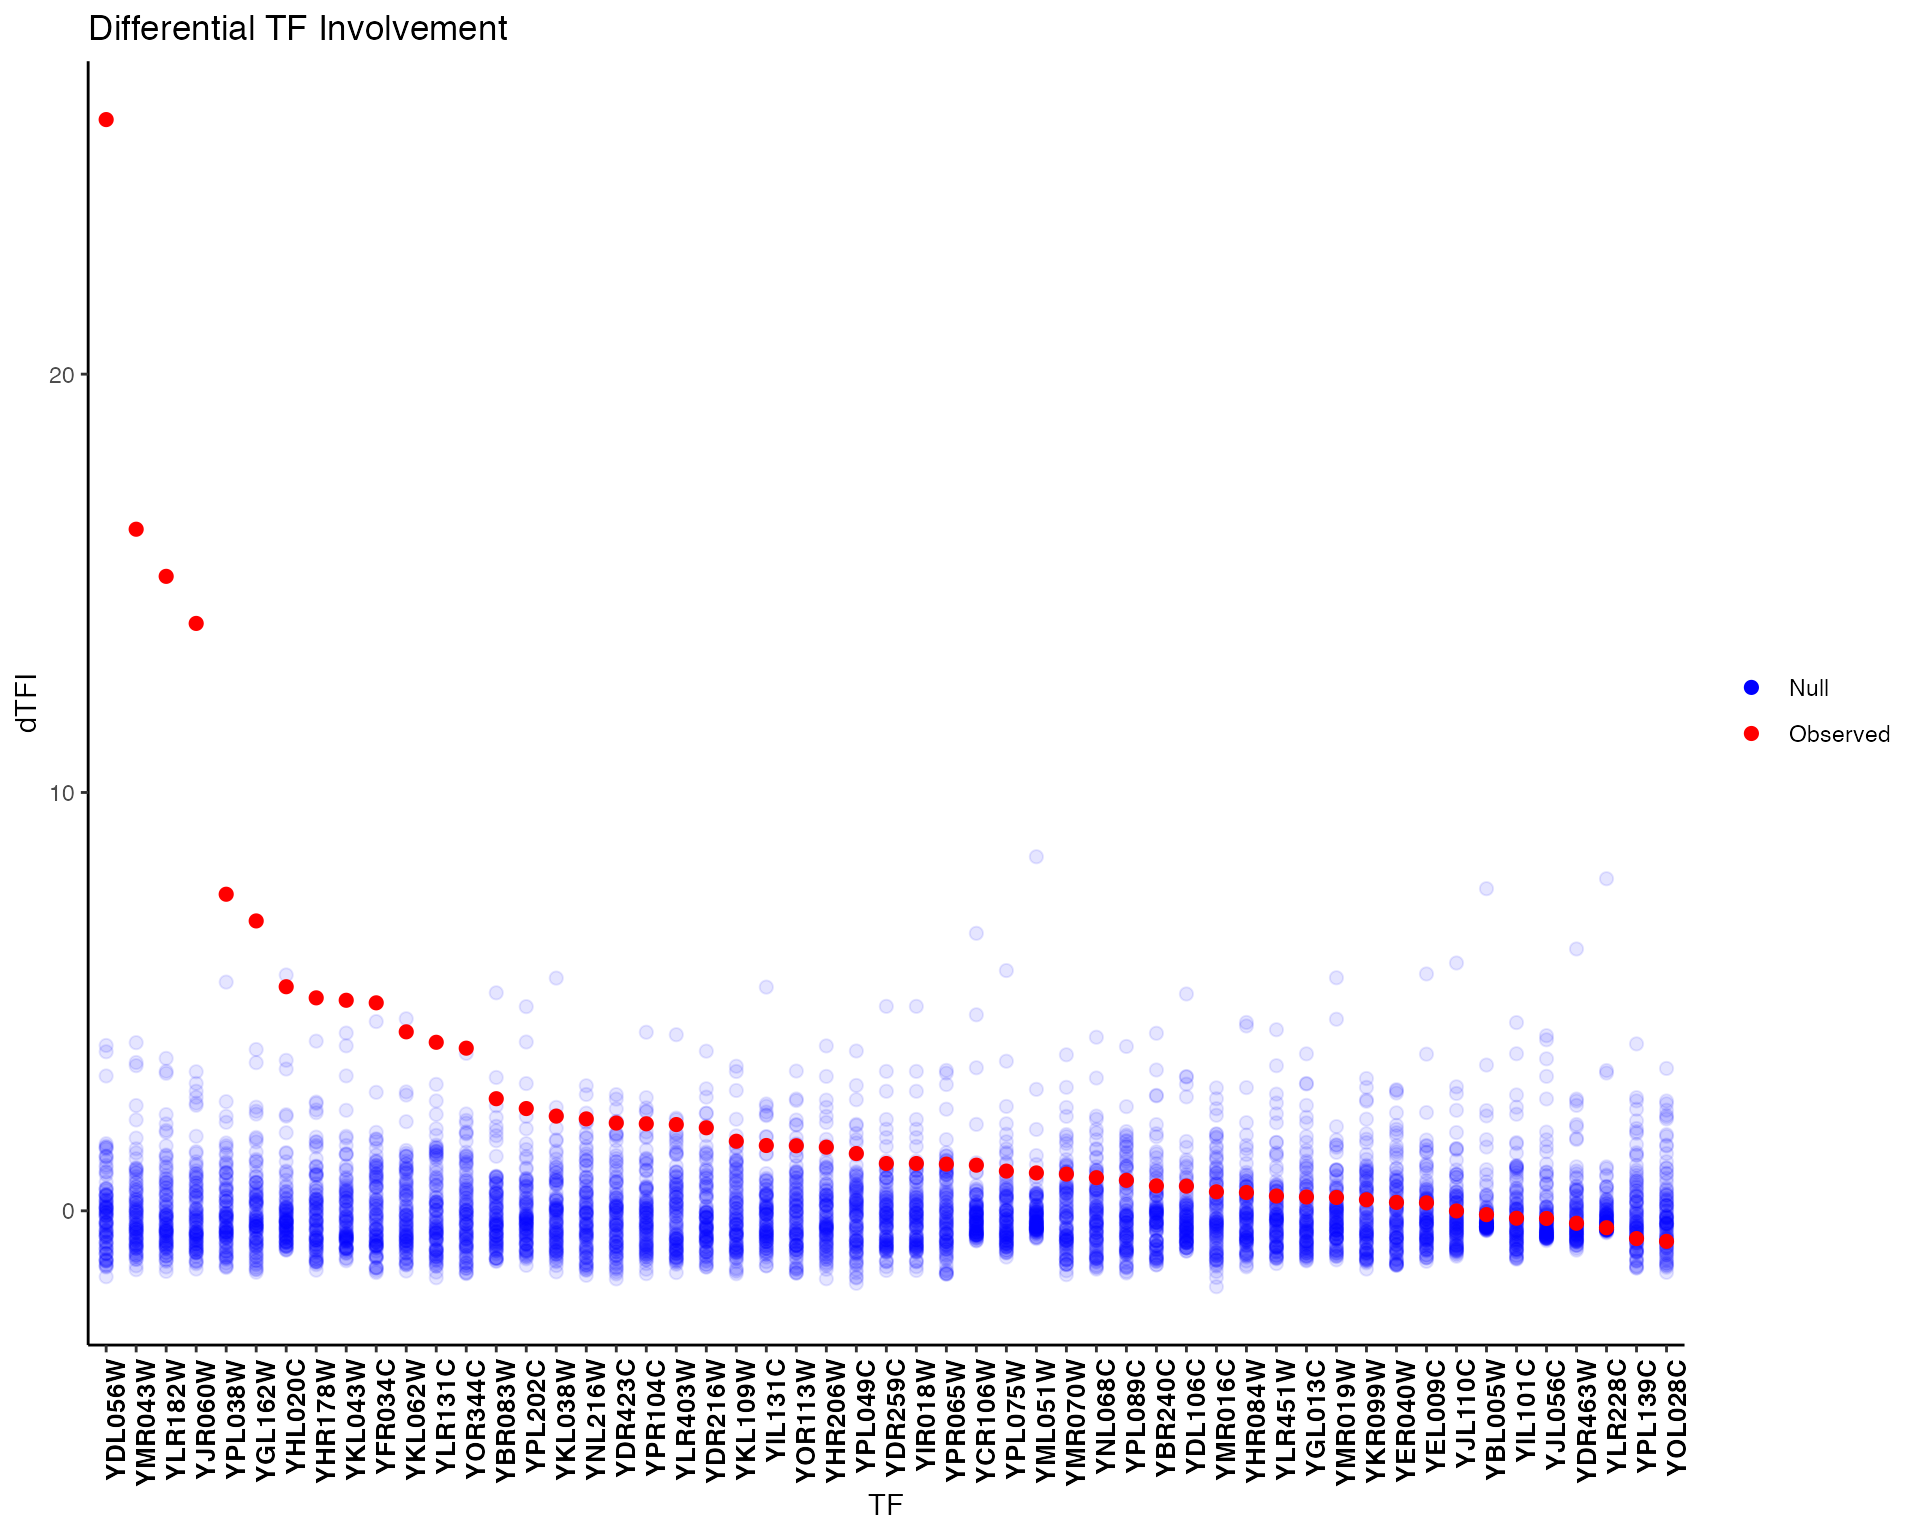 Differential TF Involvement
20
10
0
dTFI
Null
Observed
YDL056W
YMR043W
YLR182W
YJR060W
YPL038W
YGL162W
YHL020C
YHR178W
YKL043W
YFR034C
YKL062W
YLR131C
YOR344C
YBR083W
YPL202C
YKL038W
YNL216W
YDR423C
YPR104C
YLR403W
YDR216W
YKL109W
YIL131C
YOR113W
YHR206W
YPL049C
YDR259C
YIR018W
YPR065W
YCR106W
YPL075W
YML051W
YMR070W
YNL068C
YPL089C
YBR240C
YDL106C
YMR016C
YHR084W
YLR451W
YGL013C
YMR019W
YKR099W
YER040W
YEL009C
YJL110C
YBL005W
YIL101C
YJL056C
YDR463W
YLR228C
YPL139C
YOL028C
TF